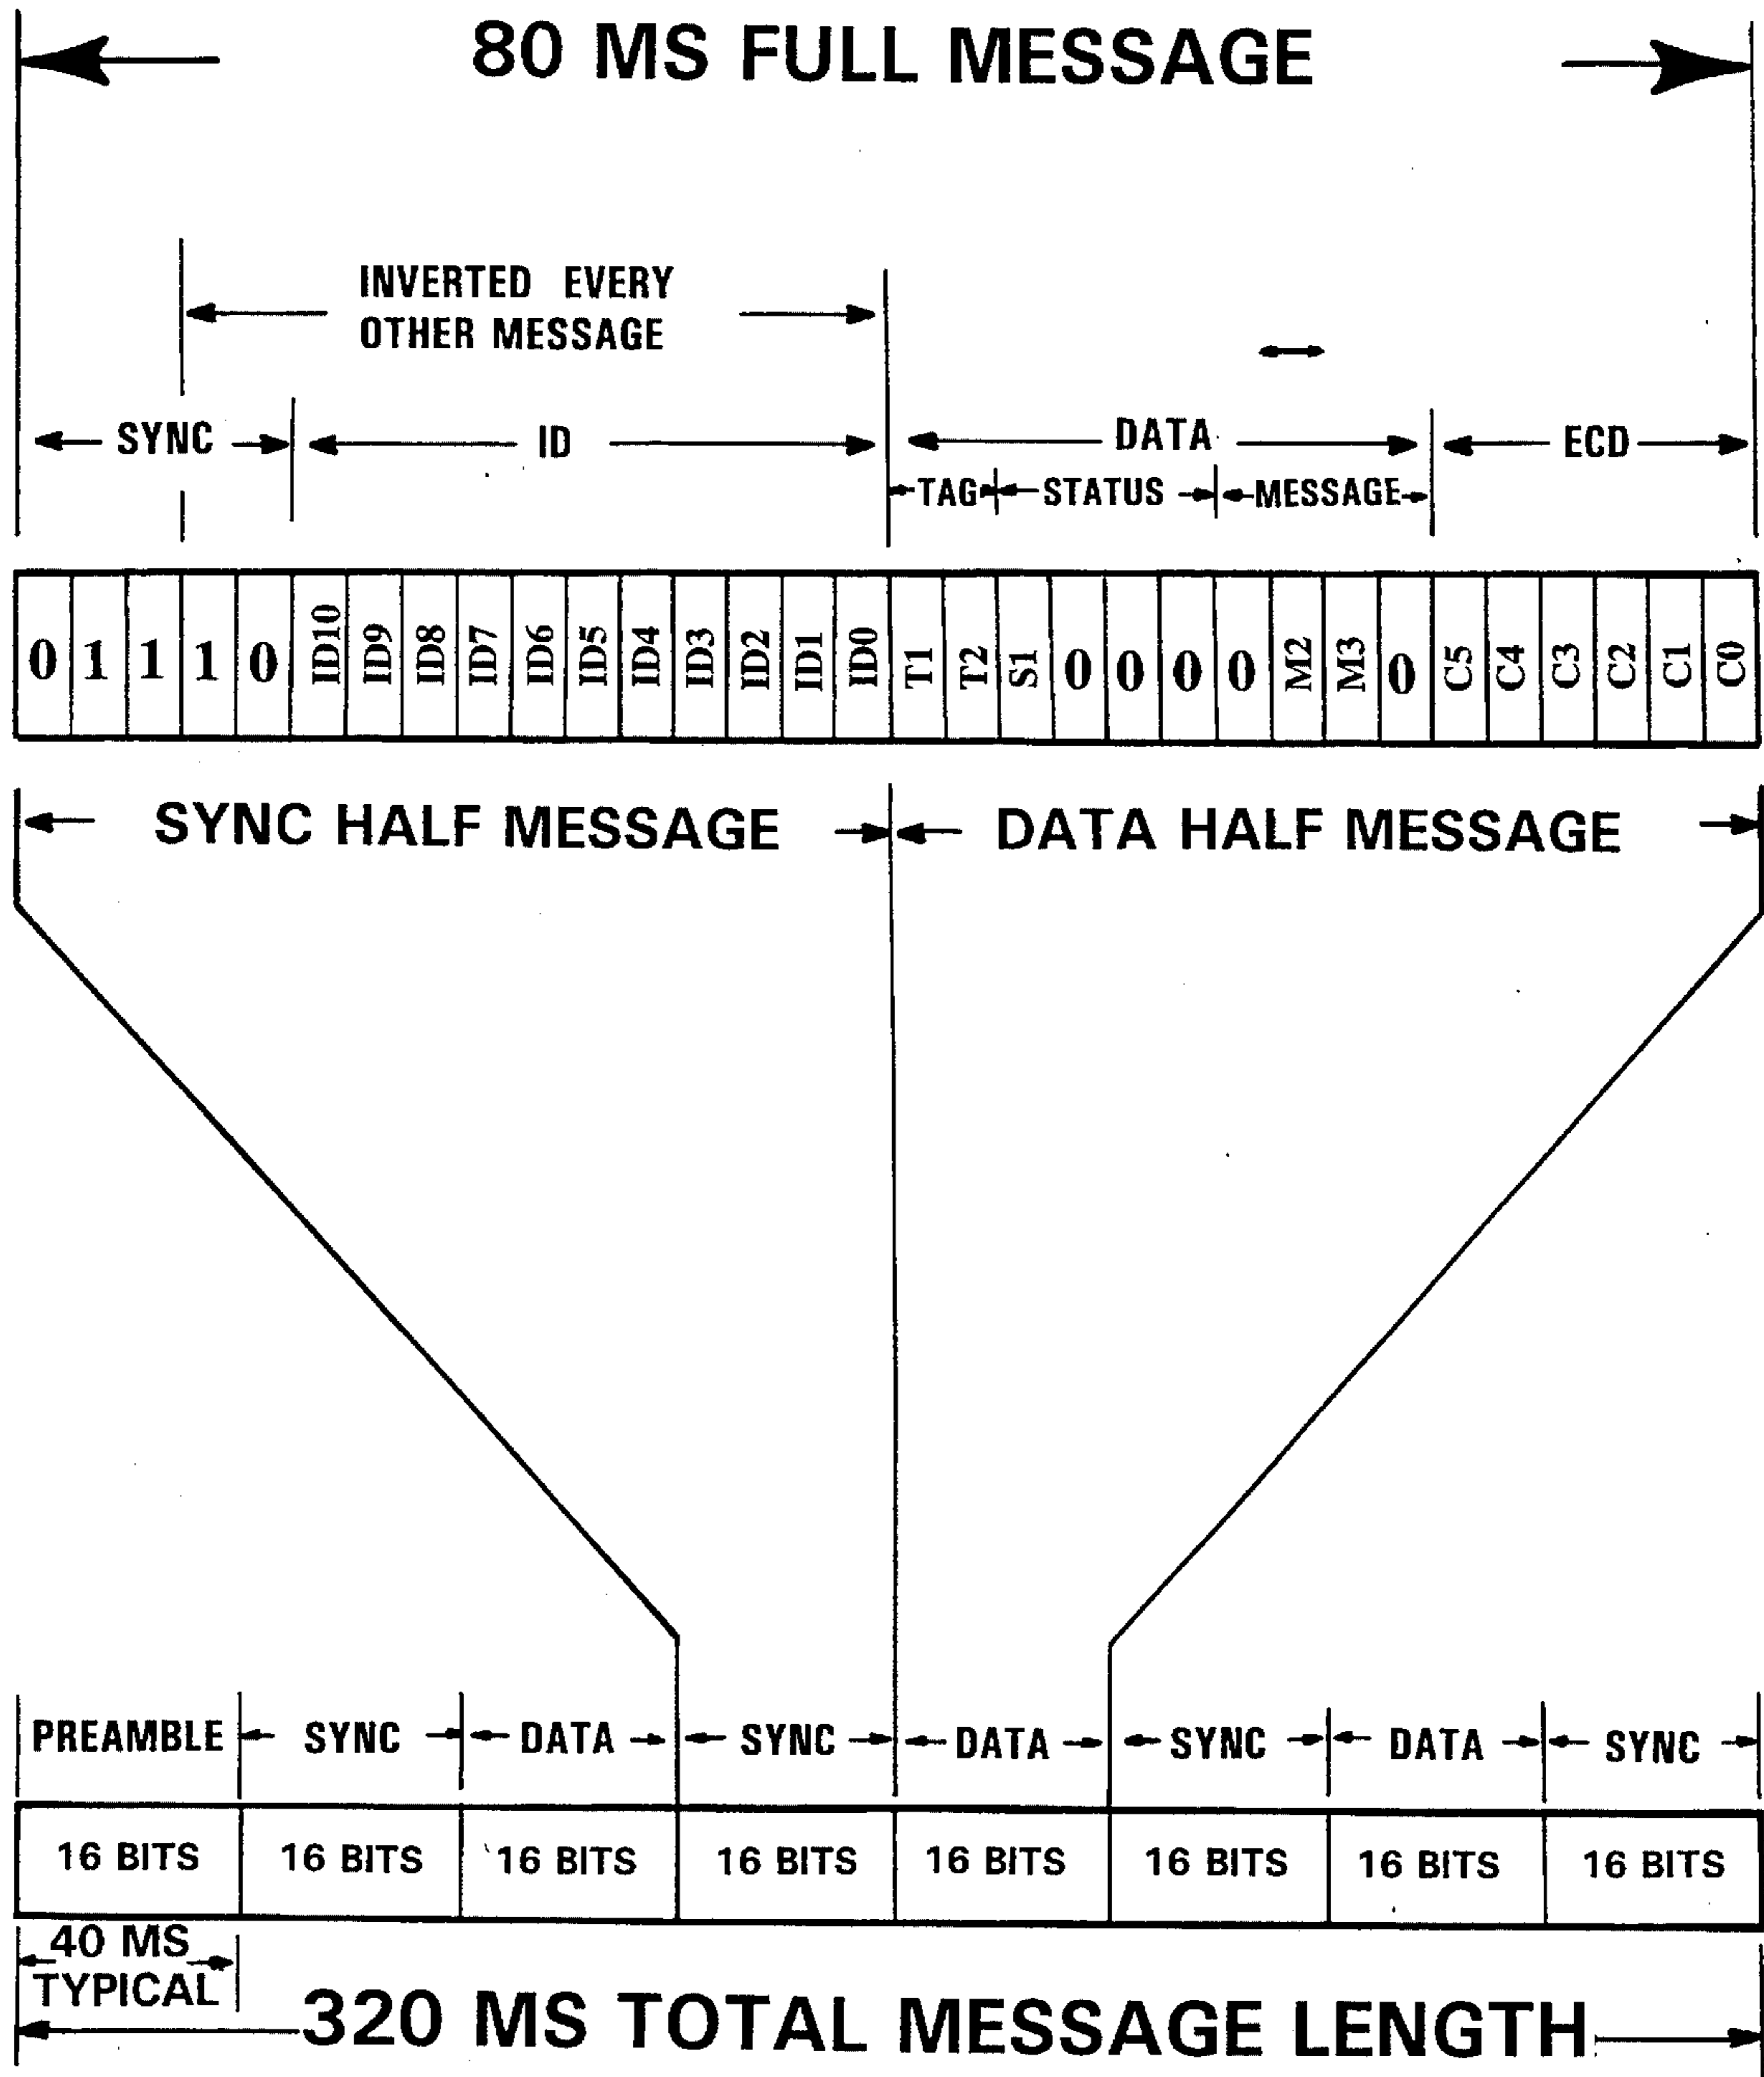 80 MS FULL MESSAGE
INVERTED EVERY
OTHER MESSAGE
SYNC ID DATA ECD
TAG STATUS MESSAGE
0 1 1 1 0 ID10 ID9 ID8 ID7 ID6 ID5 ID4 ID3 ID2 ID1 ID0 T1 T2 S1 0 0 0 0 M2 M3 0 C5 C4 C3 C2 C1 C0
SYNC HALF MESSAGE DATA HALF MESSAGE
PREAMBLE SYNC DATA SYNC DATA SYNC DATA SYNC
16 BITS 16 BITS 16 BITS 16 BITS 16 BITS 16 BITS 16 BITS 16 BITS
40 MS
TYPICAL
320 MS TOTAL MESSAGE LENGTH